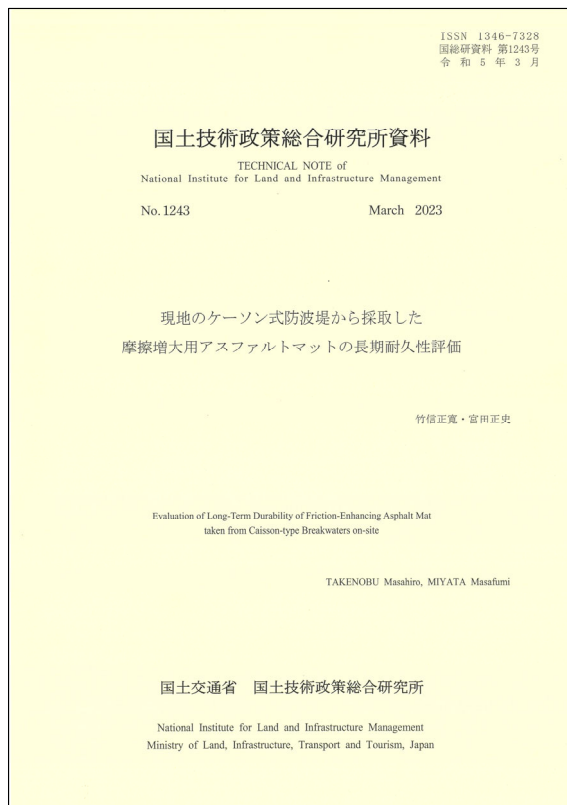 ISSN 1346-7328
国総研資料 第1243号
令和5年3月
国土技術政策総合研究所資料
TECHNICAL NOTE of
National Institute for Land and Infrastructure Management
No. 1243 March 2023
現地のケーソン式防波堤から採取した
摩擦増大用アスファルトマットの長期耐久性評価
竹信正寛・宮田正史
Evaluation of Long-Term Durability of Friction-Enhancing Asphalt Mat
taken from Caisson-type Breakwaters on-site
TAKENOBU Masahiro, MIYATA Masafumi
国土交通省 国土技術政策総合研究所
National Institute for Land and Infrastructure Management
Ministry of Land, Infrastructure, Transport and Tourism, Japan